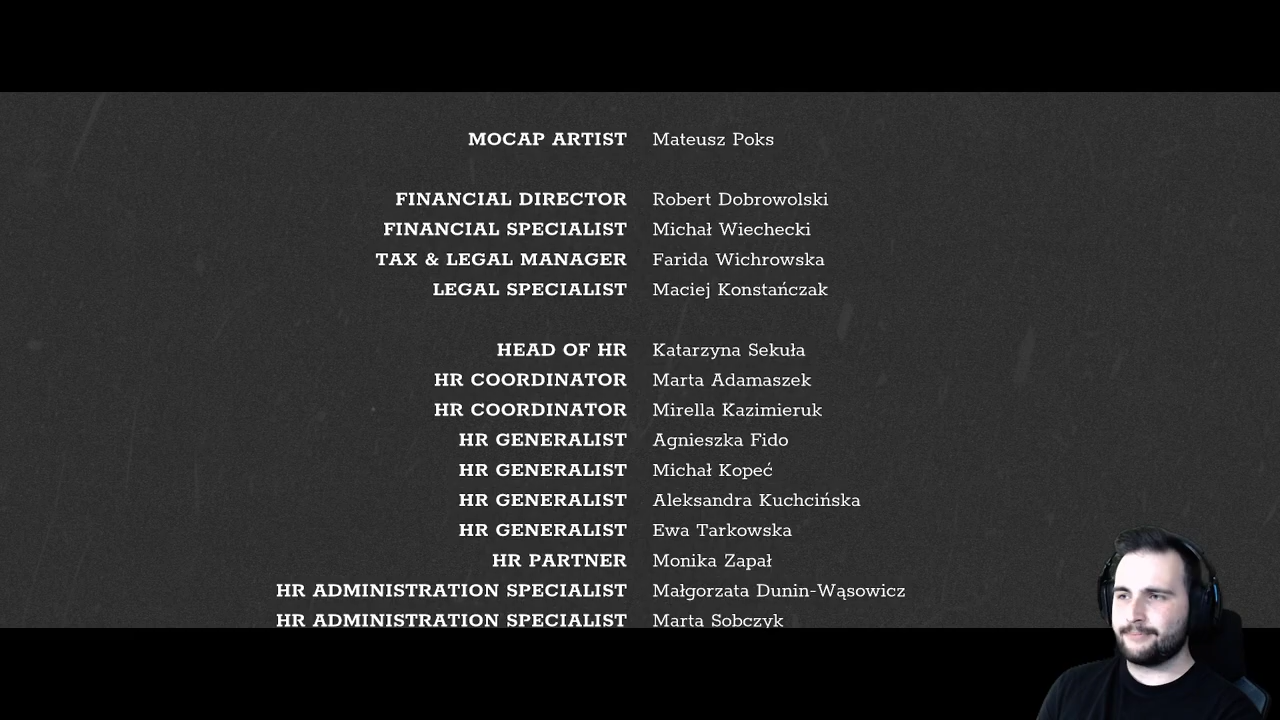 MOCAP ARTIST Mateusz Poks
FINANCIAL DIRECTOR Robert Dobrowolski
FINANCIAL SPECIALIST Michał Wiechecki
TAX & LEGAL MANAGER Farida Wichrowska
LEGAL SPECIALIST Maciej Konstańczak
HEAD OF HR Katarzyna Sekuła
HR COORDINATOR Marta Adamaszek
HR COORDINATOR Mirella Kazimieruk
HR GENERALIST Agnieszka Fido
HR GENERALIST Michał Kopeć
HR GENERALIST Aleksandra Kuchcińska
HR GENERALIST Ewa Tarkowska
HR PARTNER Monika Zapał
HR ADMINISTRATION SPECIALIST Małgorzata Dunin-Wąsowicz
HR ADMINISTRATION SPECIALIST Marta Sobczyk